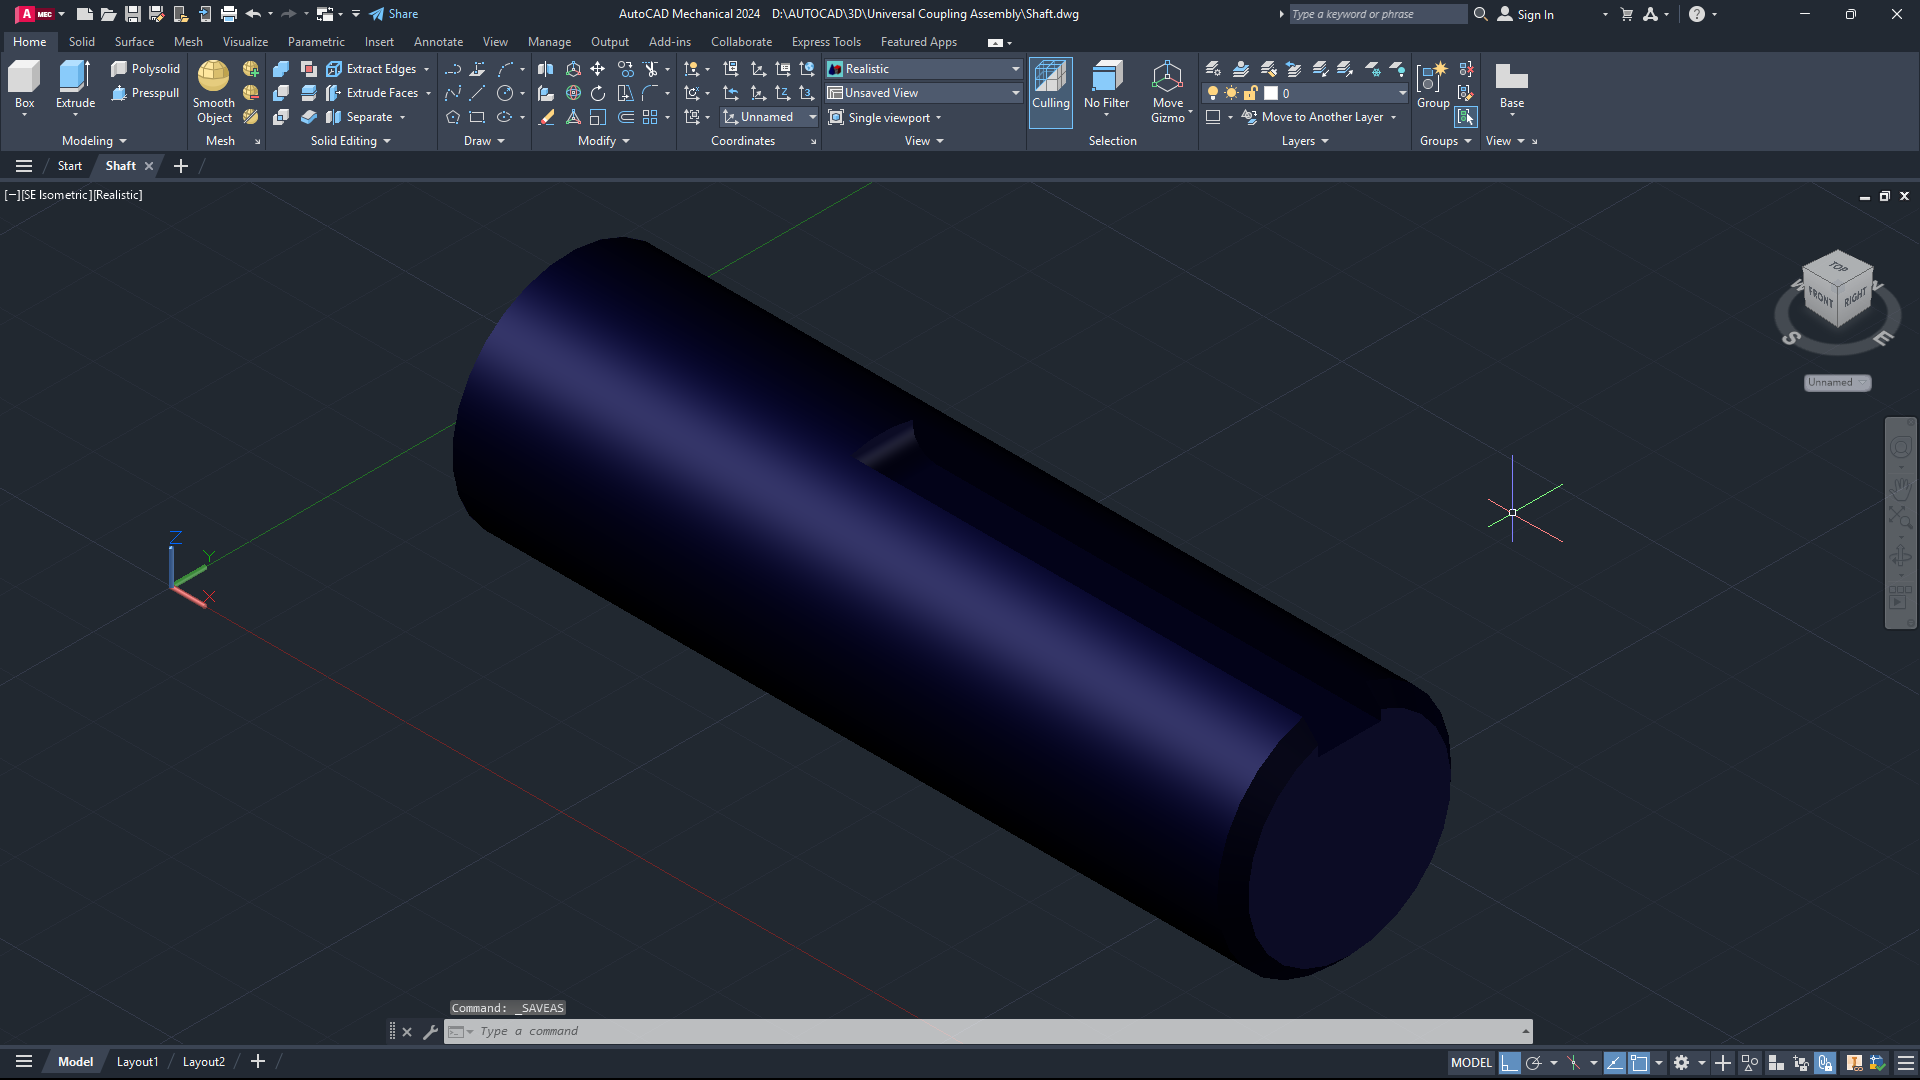 A MEC Share AutoCAD Mechanical 2024 D:\AUTOCAD\3D\Universal Coupling Assembly\Shaft.dwg Type a keyword or phrase Sign In
Home Solid Surface Mesh Visualize Parametric Insert Annotate View Manage Output Add-ins Collaborate Express Tools Featured Apps
Polysolid Extract Edges Realistic
Presspull Extrude Faces Unsaved View 0
Box Extrude Smooth Object Separate Unnamed Single viewport Culling No Filter Move Gizmo Move to Another Layer Group Base
Modeling Mesh Solid Editing Draw Modify Coordinates View Selection Layers Groups View
Start Shaft
[−][SE Isometric][Realistic]
TOP
FRONT RIGHT
W N
S E
Unnamed
Z
Y
X
Command: _SAVEAS
Type a command
Model Layout1 Layout2 MODEL